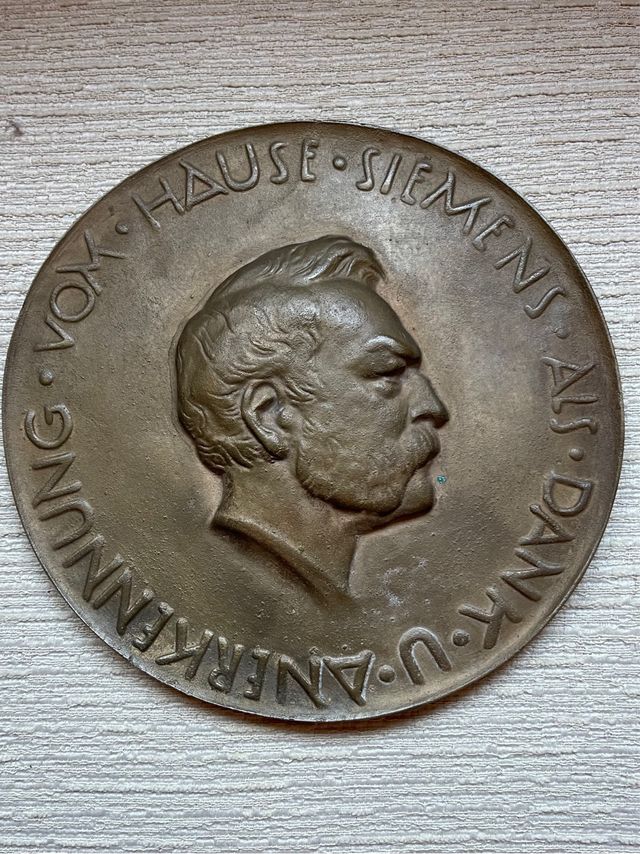 VOM · HAUSE · SIEMENS · ALS · DANK · U · ANERKENNUNG ·